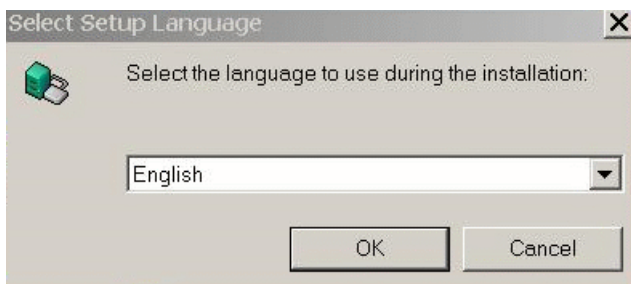 Select Setup Language
Select the language to use during the installation:
English
OK
Cancel